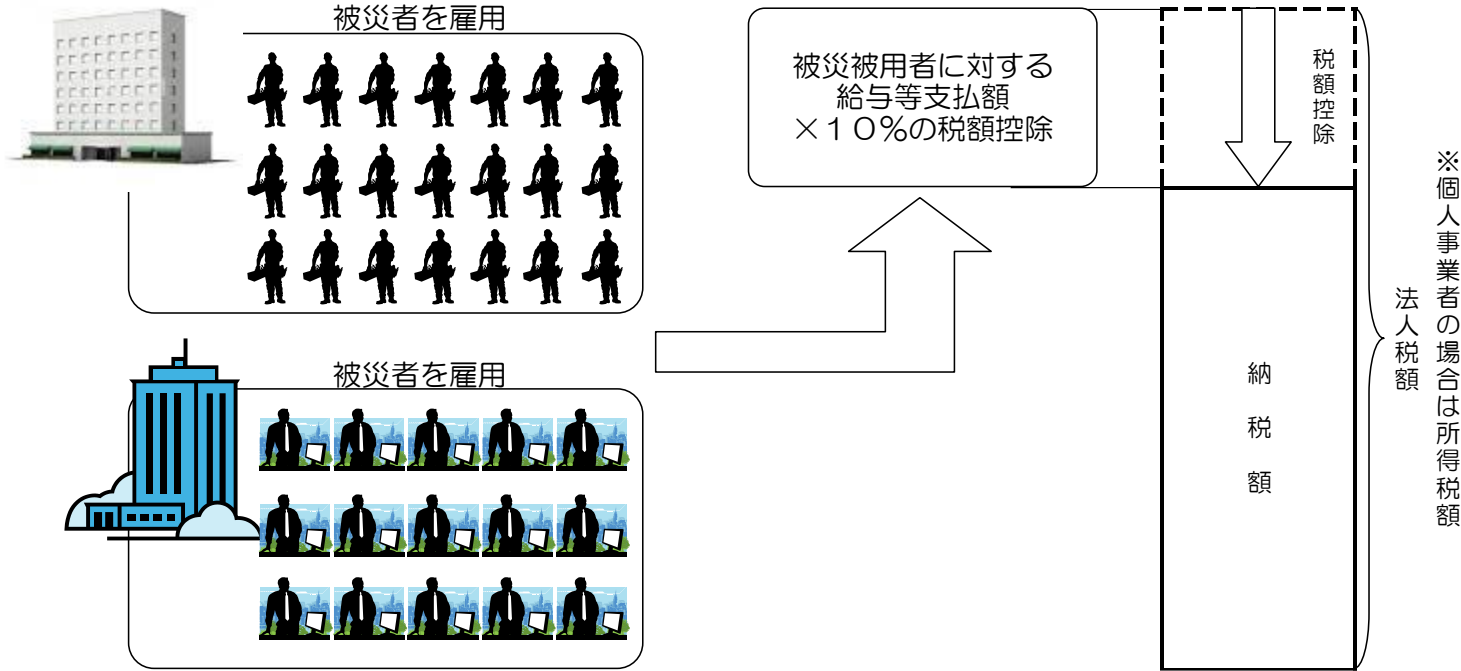 被災者を雇用
被災者を雇用
被災被用者に対する
給与等支払額
×１０％の税額控除
税額控除
納税額
法人税額
※個人事業者の場合は所得税額